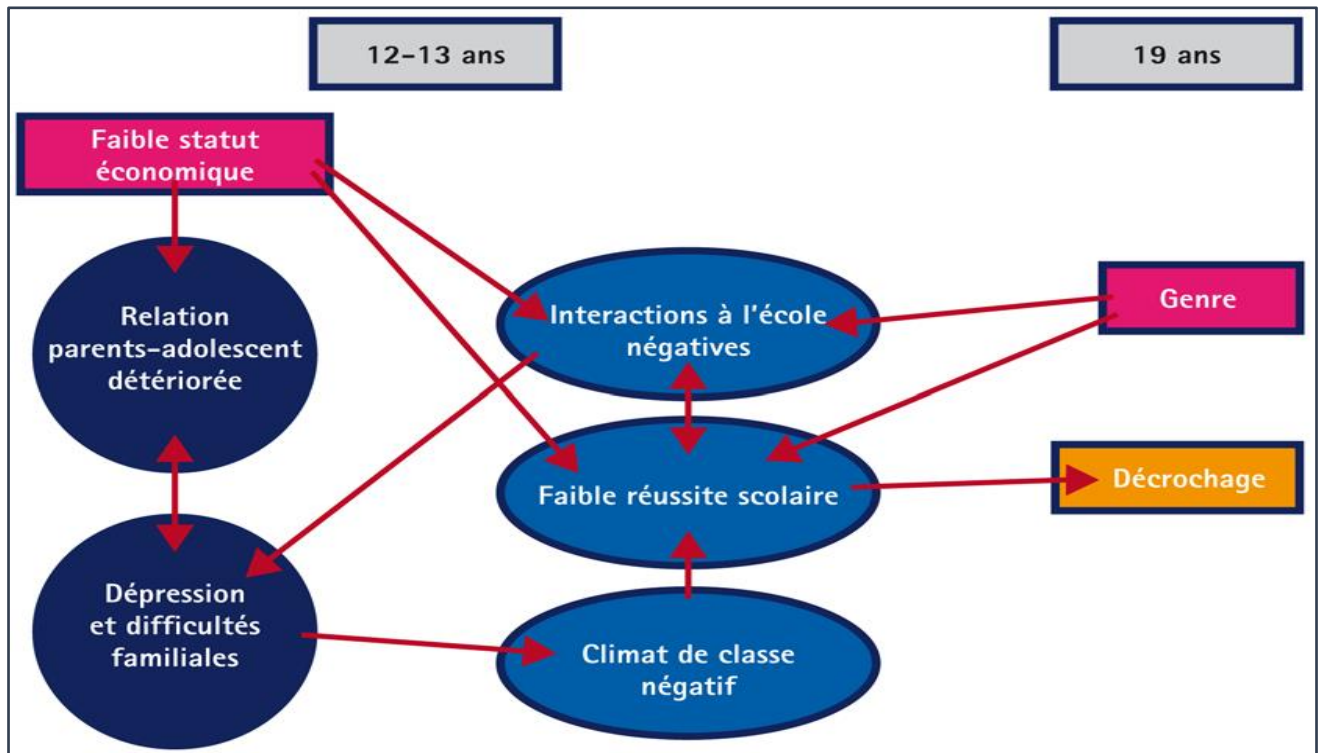 12-13 ans
19 ans
Faible statut
économique
Relation
parents-adolescent
détériorée
Interactions à l'école
négatives
Genre
Faible réussite scolaire
Décrochage
Dépression
et difficultés
familiales
Climat de classe
négatif